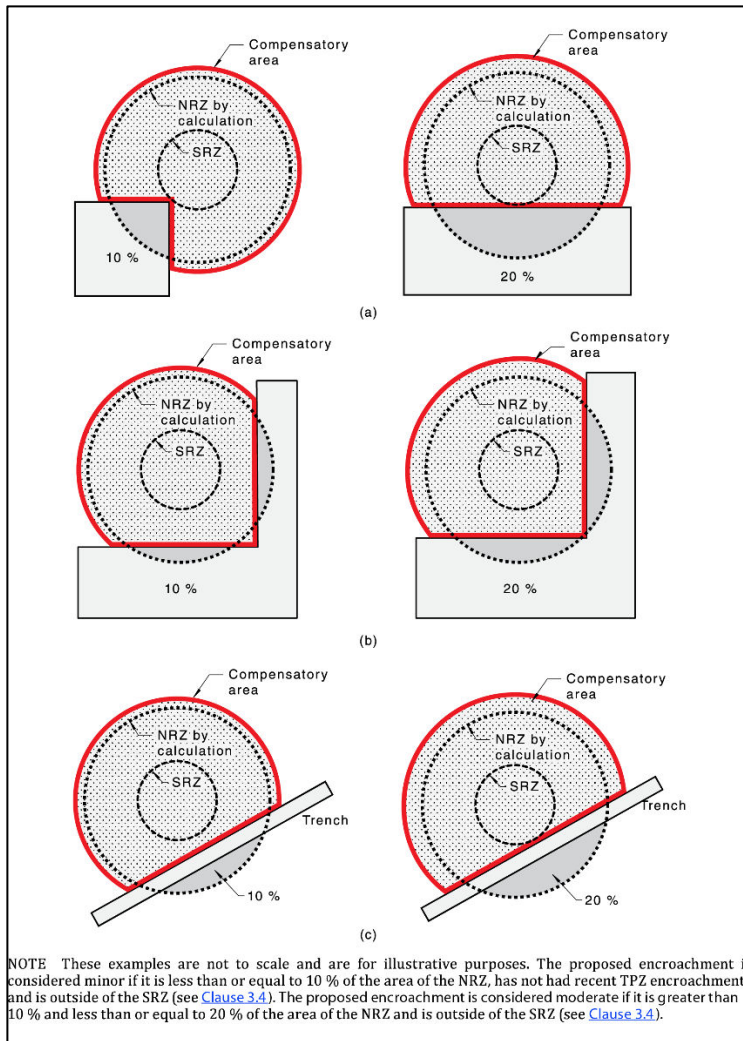 Compensatory
area
NRZ by
calculation
SRZ
10 %
Compensatory
area
NRZ by
calculation
SRZ
20 %
(a)
Compensatory
area
NRZ by
calculation
SRZ
10 %
Compensatory
area
NRZ by
calculation
SRZ
20 %
(b)
Compensatory
area
NRZ by
calculation
SRZ
Trench
10 %
Compensatory
area
NRZ by
calculation
SRZ
Trench
20 %
(c)
NOTE These examples are not to scale and are for illustrative purposes. The proposed encroachment i
considered minor if it is less than or equal to 10 % of the area of the NRZ, has not had recent TPZ encroachment
and is outside of the SRZ (see Clause 3.4). The proposed encroachment is considered moderate if it is greater than
10 % and less than or equal to 20 % of the area of the NRZ and is outside of the SRZ (see Clause 3.4).